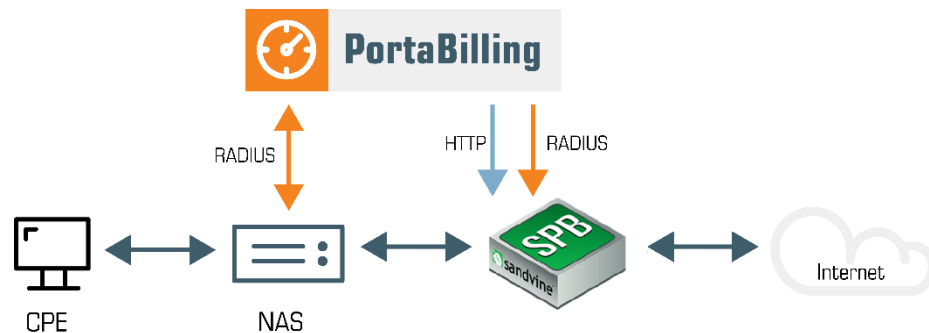 PortaBilling
RADIUS
HTTP
RADIUS
SPB
sandvine
Internet
CPE
NAS